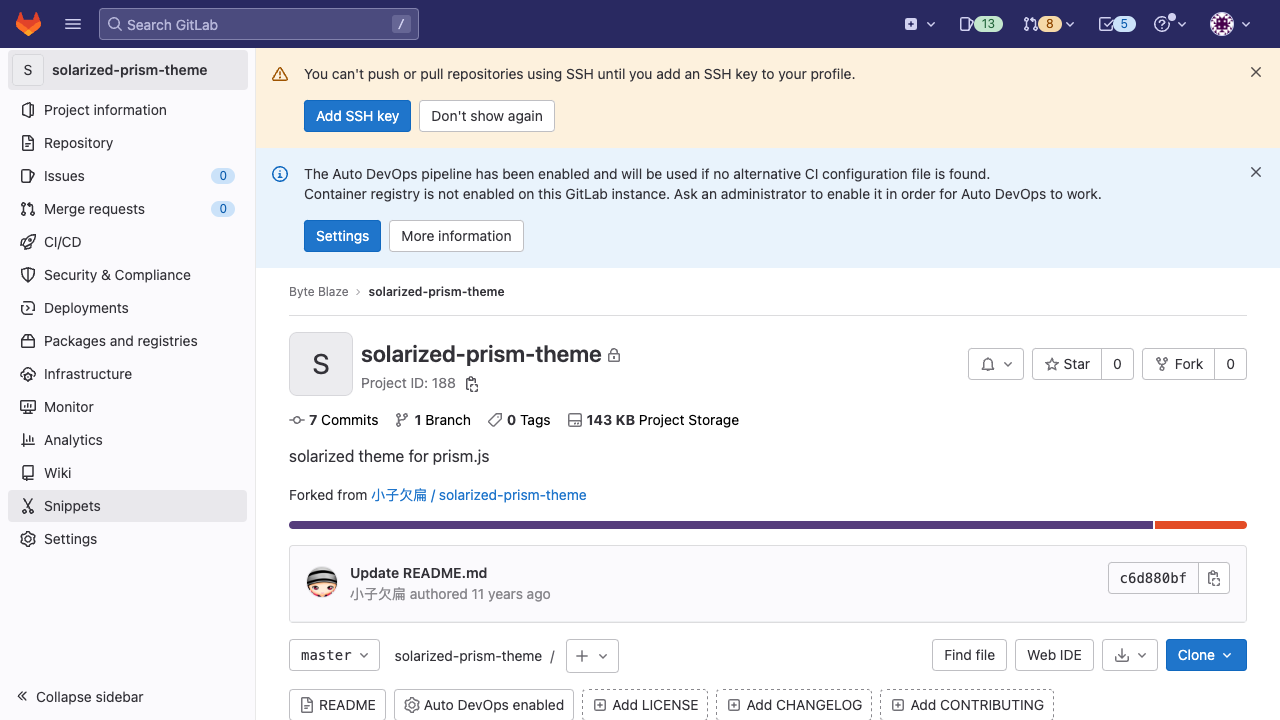 Search GitLab
/
13
8
5
S
solarized-prism-theme
Project information
Repository
Issues
0
Merge requests
0
CI/CD
Security & Compliance
Deployments
Packages and registries
Infrastructure
Monitor
Analytics
Wiki
Snippets
Settings
Collapse sidebar
You can't push or pull repositories using SSH until you add an SSH key to your profile.
Add SSH key
Don't show again
The Auto DevOps pipeline has been enabled and will be used if no alternative CI configuration file is found.
Container registry is not enabled on this GitLab instance. Ask an administrator to enable it in order for Auto DevOps to work.
Settings
More information
Byte Blaze
solarized-prism-theme
S
solarized-prism-theme
Project ID: 188
Star
0
Fork
0
7 Commits
1 Branch
0 Tags
143 KB Project Storage
solarized theme for prism.js
Forked from 小子欠扁 / solarized-prism-theme
Update README.md
小子欠扁 authored 11 years ago
c6d880bf
master
solarized-prism-theme /
Find file
Web IDE
Clone
README
Auto DevOps enabled
Add LICENSE
Add CHANGELOG
Add CONTRIBUTING